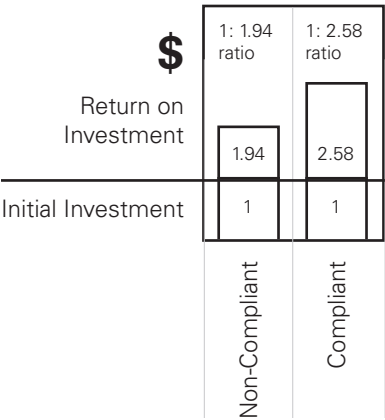 1: 1.94
ratio
1: 2.58
ratio
$
Return on
Investment
1.94
2.58
Initial Investment
1
1
Non-Compliant
Compliant